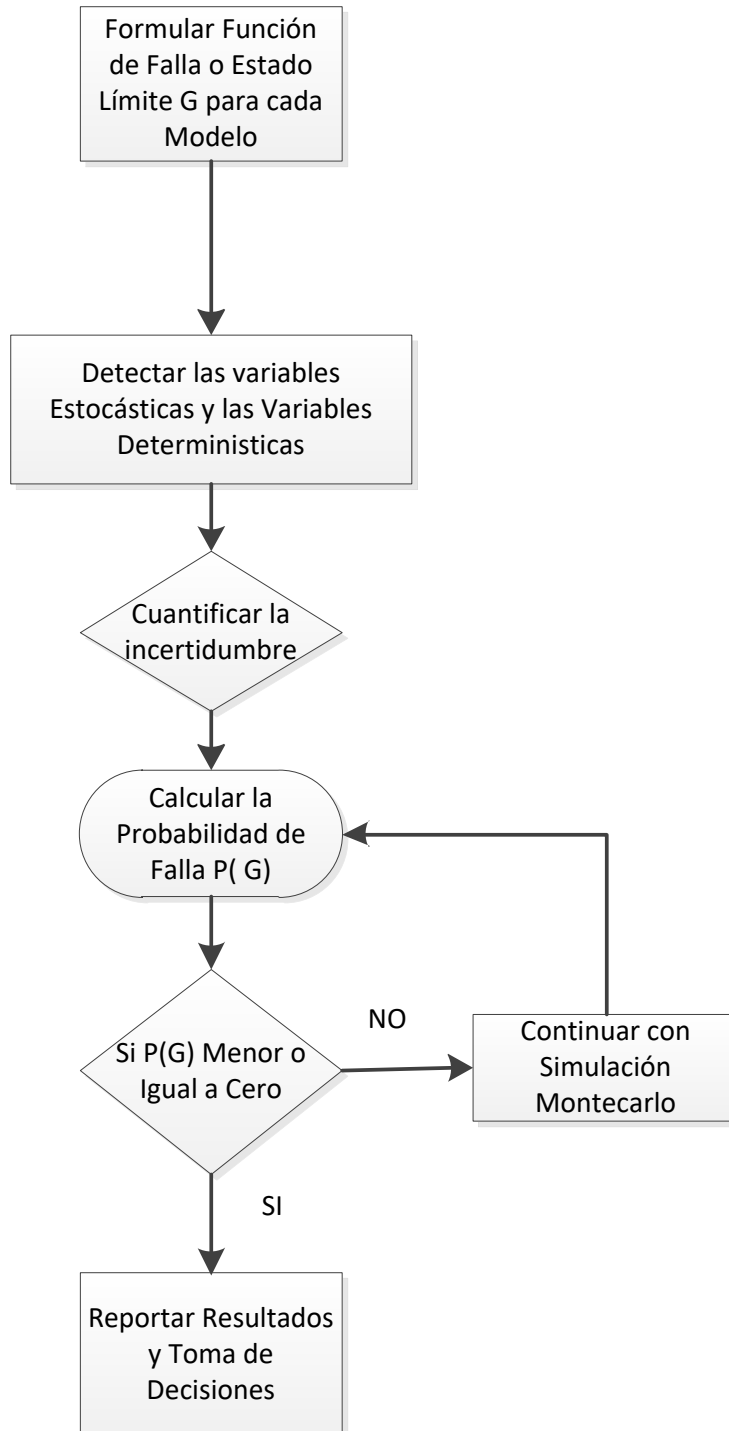 Formular Función
de Falla o Estado
Límite G para cada
Modelo
Detectar las variables
Estocásticas y las Variables
Deterministicas
Cuantificar la
incertidumbre
Calcular la
Probabilidad de
Falla P( G)
Si P(G) Menor o
Igual a Cero
NO
Continuar con
Simulación
Montecarlo
SI
Reportar Resultados
y Toma de
Decisiones